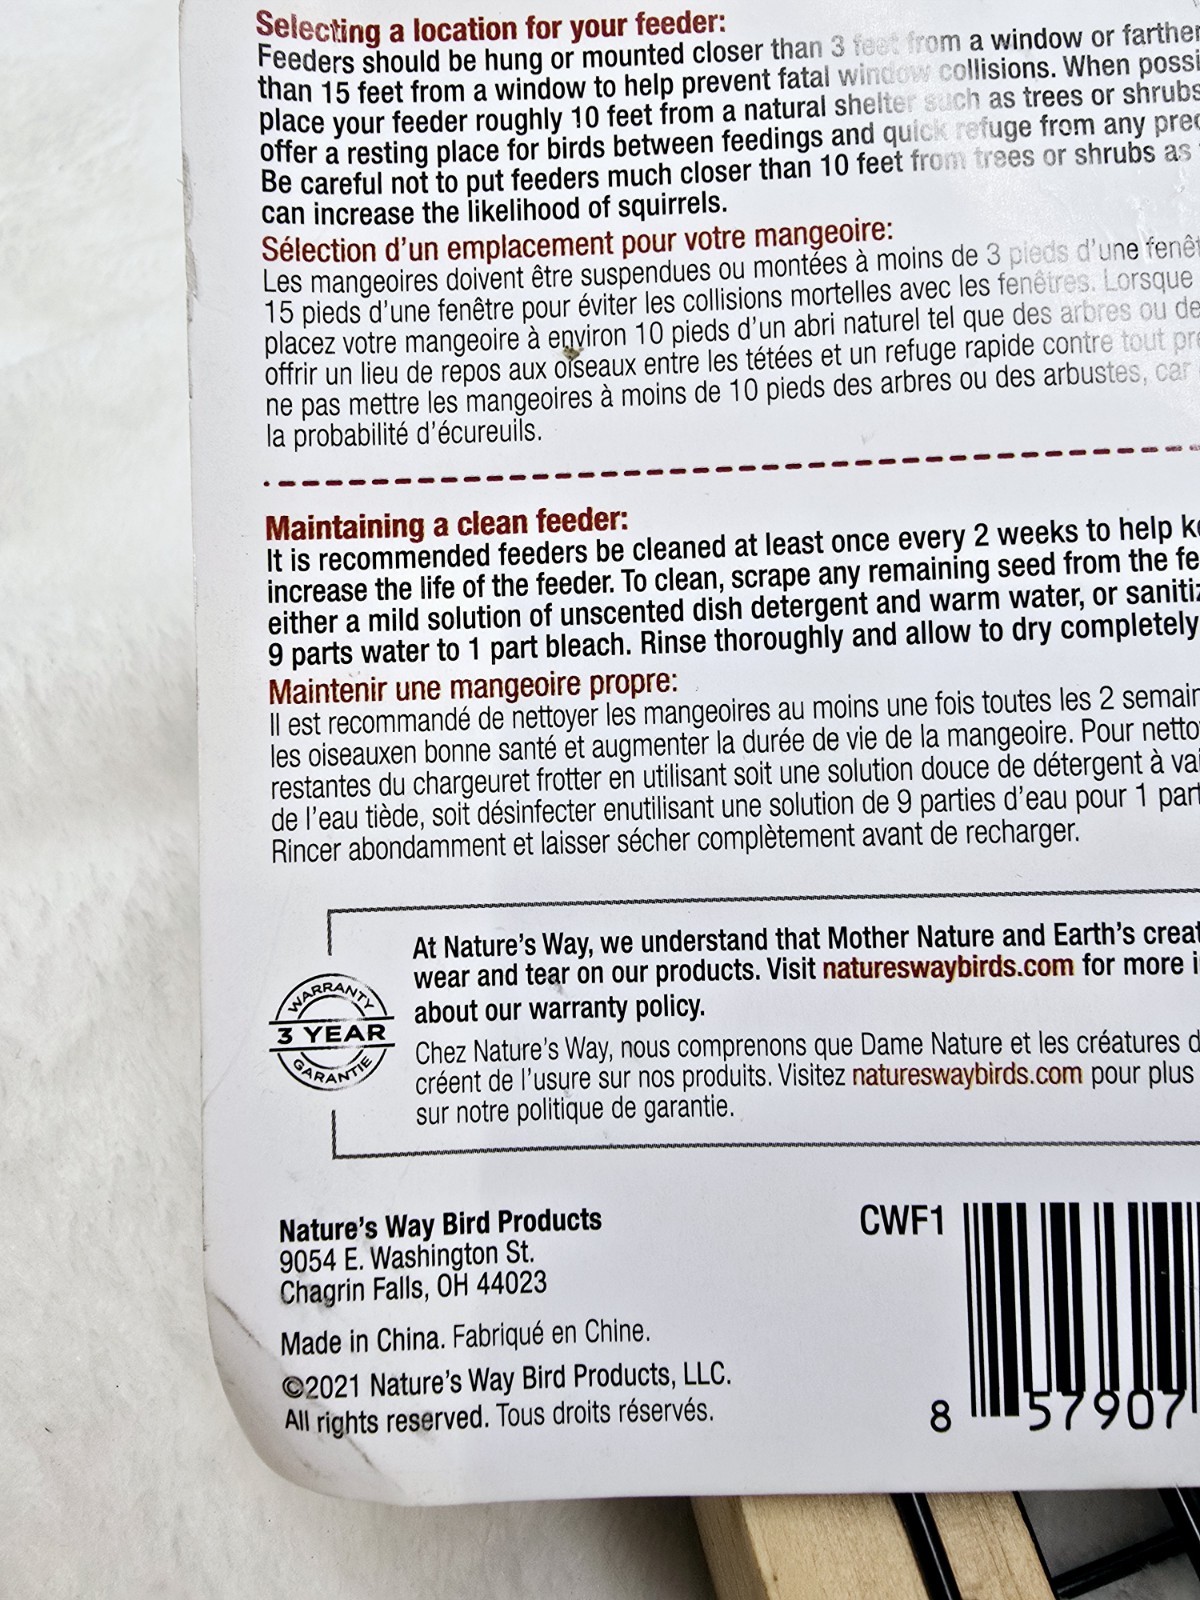 Selecting a location for your feeder:
Feeders should be hung or mounted closer than 3 feet from a window or farther
than 15 feet from a window to help prevent fatal window collisions. When possi
place your feeder roughly 10 feet from a natural shelter such as trees or shrubs
offer a resting place for birds between feedings and quick refuge from any pred
Be careful not to put feeders much closer than 10 feet from trees or shrubs as
can increase the likelihood of squirrels.
Sélection d'un emplacement pour votre mangeoire:
Les mangeoires doivent être suspendues ou montées à moins de 3 pieds d'une fenêt
15 pieds d'une fenêtre pour éviter les collisions mortelles avec les fenêtres. Lorsque
placez votre mangeoire à environ 10 pieds d'un abri naturel tel que des arbres ou de
offrir un lieu de repos aux oiseaux entre les tétées et un refuge rapide contre tout pré
ne pas mettre les mangeoires à moins de 10 pieds des arbres ou des arbustes, car
la probabilité d'écureuils.
Maintaining a clean feeder:
It is recommended feeders be cleaned at least once every 2 weeks to help ke
increase the life of the feeder. To clean, scrape any remaining seed from the fe
either a mild solution of unscented dish detergent and warm water, or sanitiz
9 parts water to 1 part bleach. Rinse thoroughly and allow to dry completely
Maintenir une mangeoire propre:
Il est recommandé de nettoyer les mangeoires au moins une fois toutes les 2 semain
les oiseauxen bonne santé et augmenter la durée de vie de la mangeoire. Pour netto
restantes du chargeuret frotter en utilisant soit une solution douce de détergent à vai
de l'eau tiède, soit désinfecter enutilisant une solution de 9 parties d'eau pour 1 part
Rincer abondamment et laisser sécher complètement avant de recharger.
WARRANTY
3 YEAR
GARANTIE
At Nature's Way, we understand that Mother Nature and Earth's creat
wear and tear on our products. Visit natureswaybirds.com for more i
about our warranty policy.
Chez Nature's Way, nous comprenons que Dame Nature et les créatures d
créent de l'usure sur nos produits. Visitez natureswaybirds.com pour plus
sur notre politique de garantie.
Nature's Way Bird Products
9054 E. Washington St.
Chagrin Falls, OH 44023
Made in China. Fabriqué en Chine.
©2021 Nature's Way Bird Products, LLC.
All rights reserved. Tous droits réservés.
CWF1
8 57907